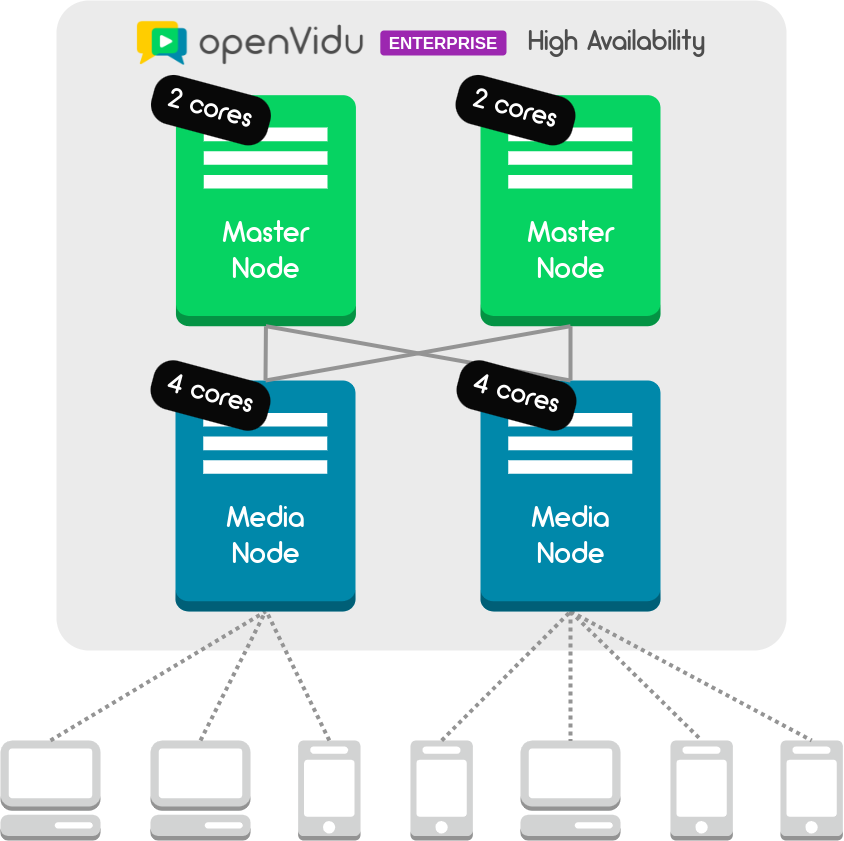 openVidu ENTERPRISE High Availability
2 cores
2 cores
Master
Node
Master
Node
4 cores
4 cores
Media
Node
Media
Node